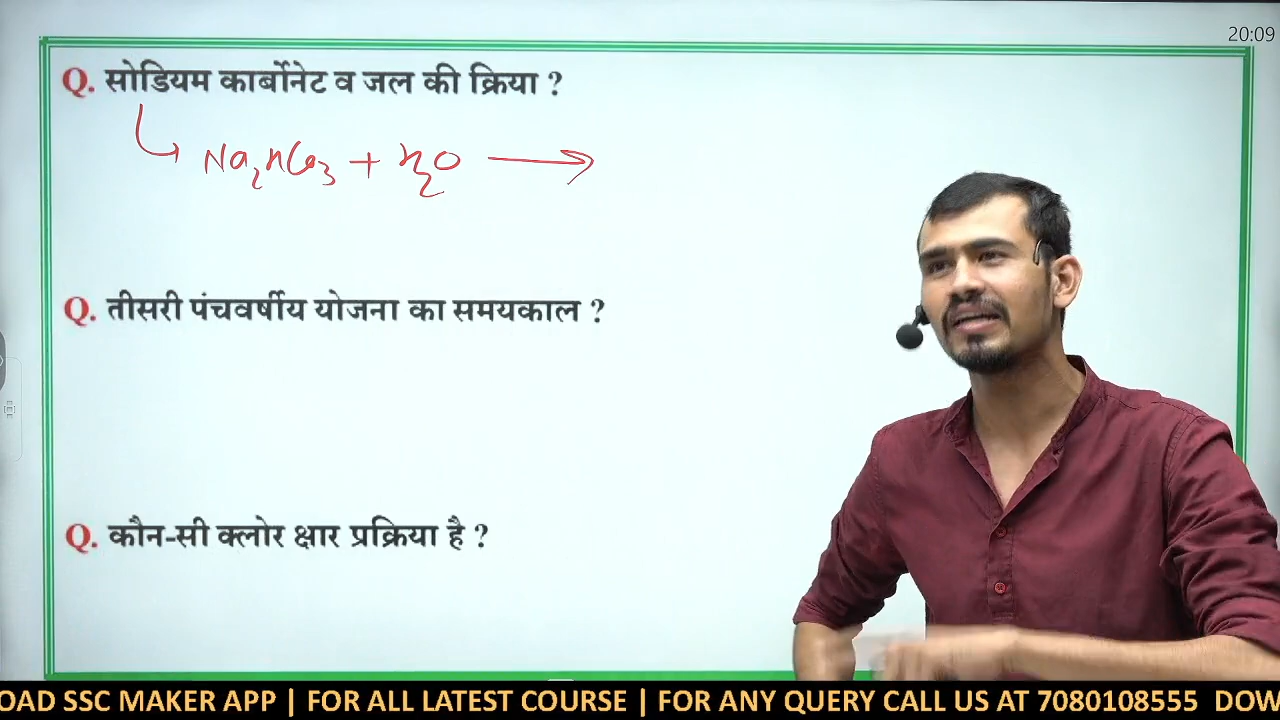 20:09
Q. सोडियम कार्बोनेट व जल की क्रिया ?
Na₂HCO₃ + H₂O →
Q. तीसरी पंचवर्षीय योजना का समयकाल ?
Q. कौन-सी क्लोर क्षार प्रक्रिया है ?
OAD SSC MAKER APP | FOR ALL LATEST COURSE | FOR ANY QUERY CALL US AT 7080108555 DOW